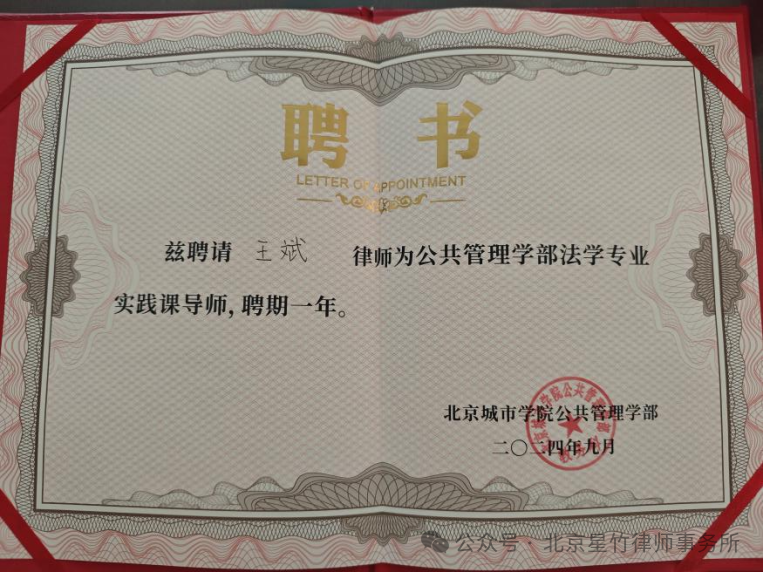 聘 书
LETTER OF APPOINTMENT
兹聘请 王斌 律师为公共管理学部法学专业
实践课导师,聘期一年。
北京城市学院公共管理学部
二〇二四年九月
公众号·北京星竹律师事务所